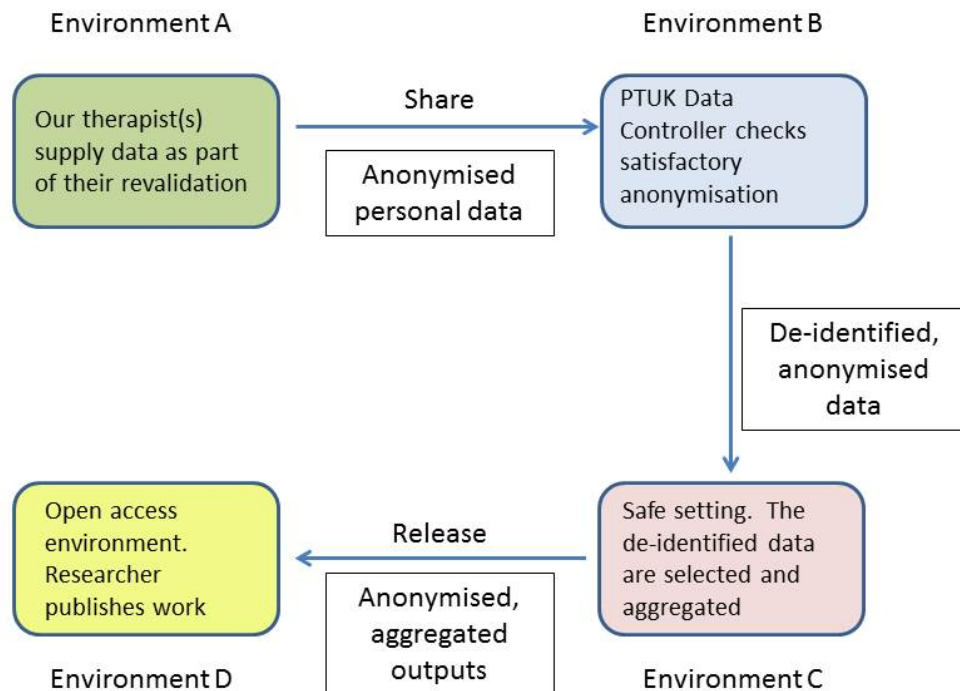 Environment A
Environment B
Our therapist(s)
supply data as part
of their revalidation
Share
Anonymised
personal data
PTUK Data
Controller checks
satisfactory
anonymisation
De-identified,
anonymised
data
Open access
environment.
Researcher
publishes work
Release
Anonymised,
aggregated
outputs
Safe setting. The
de-identified data
are selected and
aggregated
Environment D
Environment C